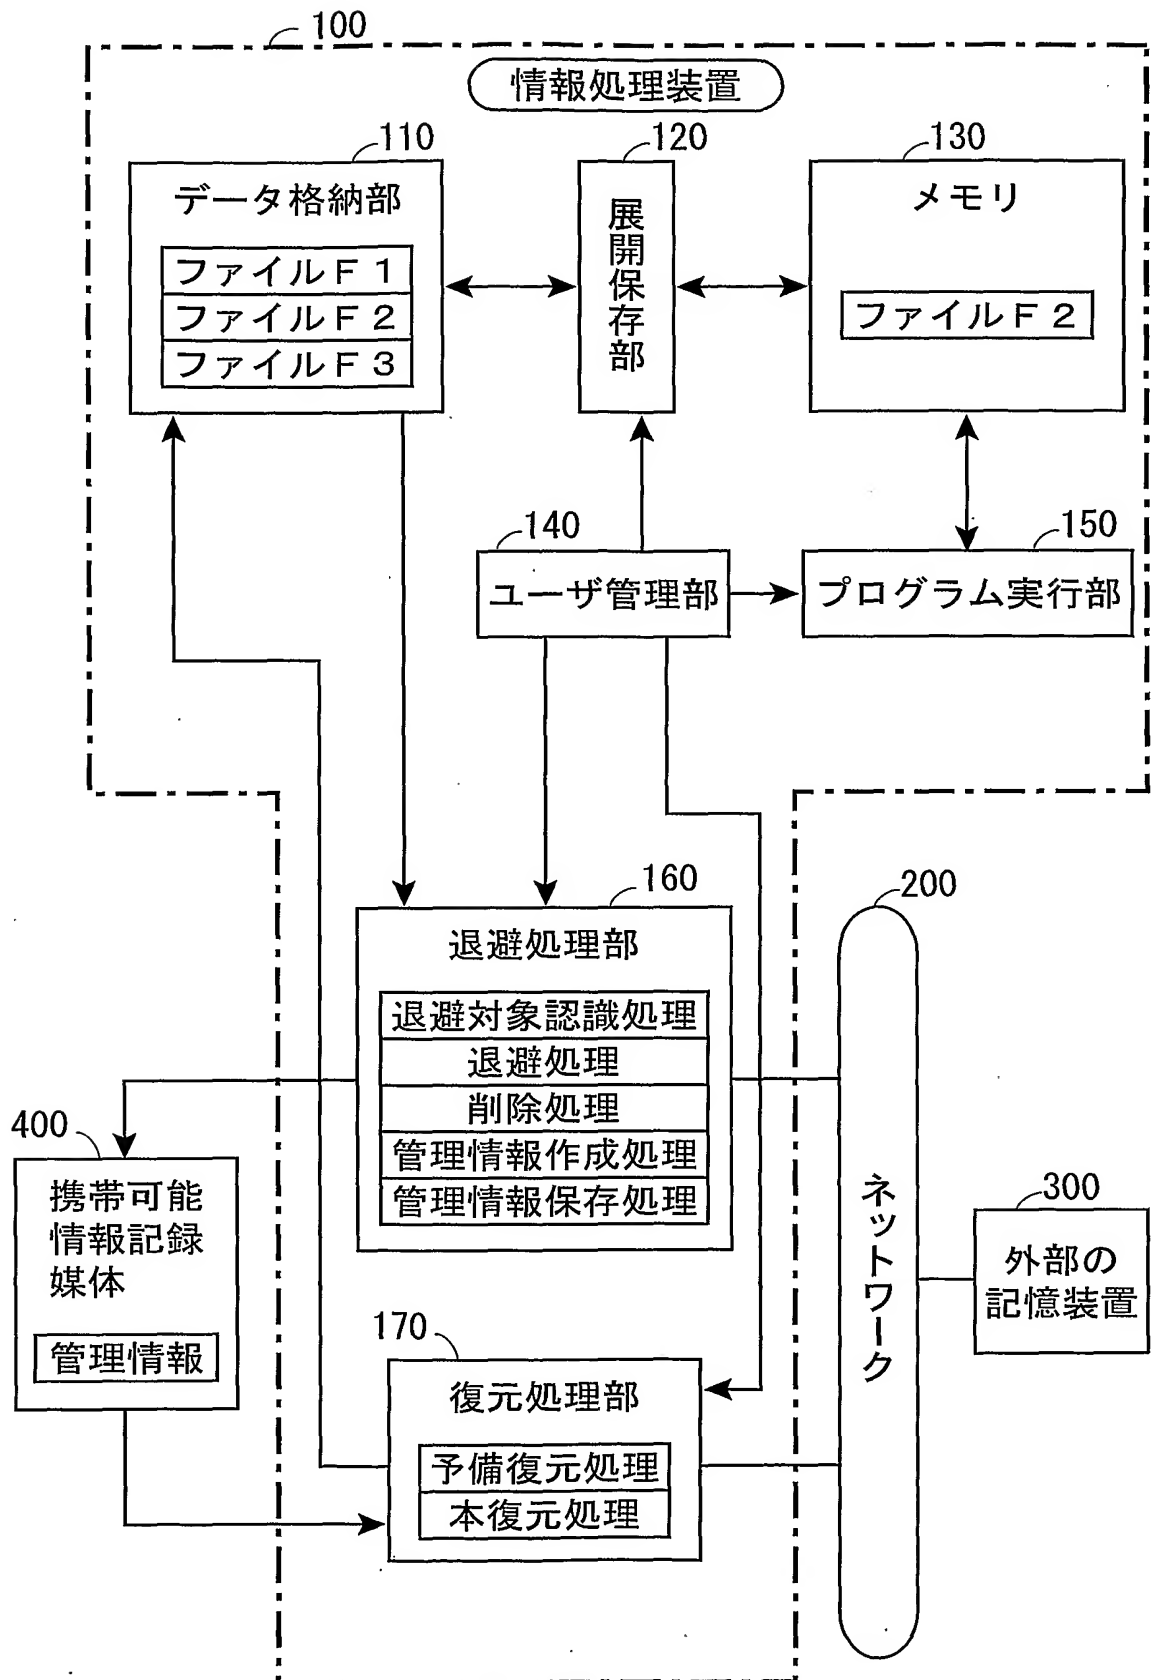 100
情報処理装置
110
データ格納部
ファイルF1
ファイルF2
ファイルF3
120
展開保存部
130
メモリ
ファイルF2
140
ユーザ管理部
150
プログラム実行部
160
退避処理部
退避対象認識処理
退避処理
削除処理
管理情報作成処理
管理情報保存処理
200
ネットワーク
300
外部の
記憶装置
400
携帯可能
情報記録
媒体
管理情報
170
復元処理部
予備復元処理
本復元処理